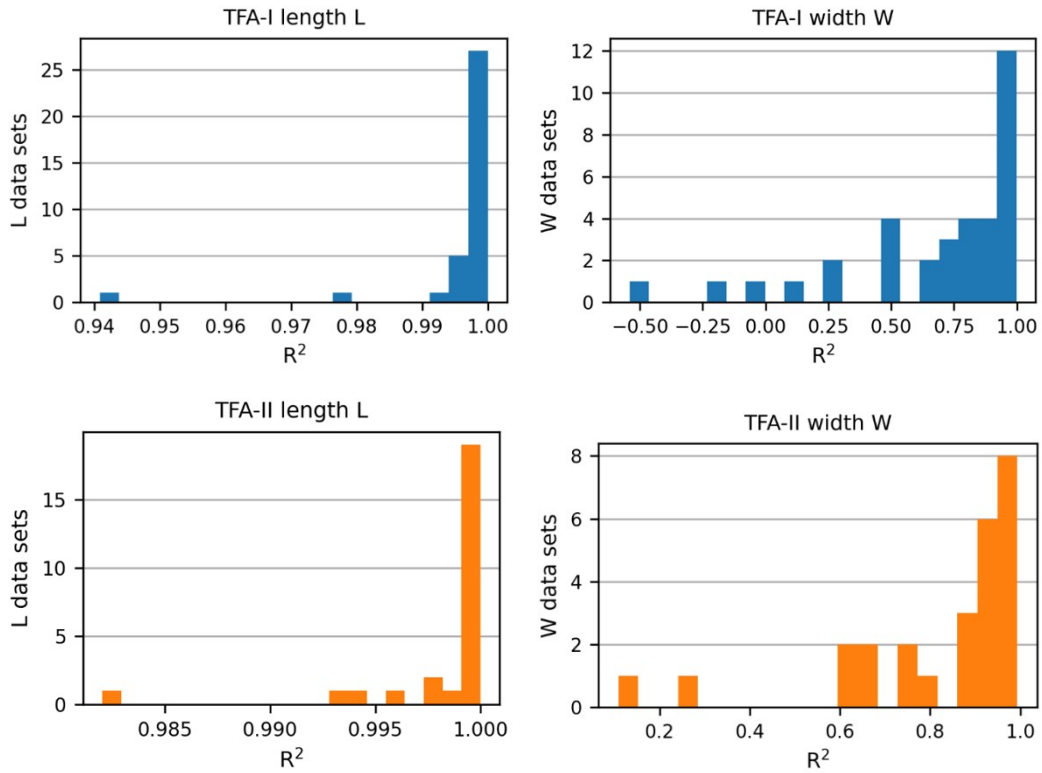 TFA-I length L
L data sets
25
20
15
10
5
0
0.94 0.95 0.96 0.97 0.98 0.99 1.00
R²
TFA-I width W
W data sets
12
10
8
6
4
2
0
−0.50 −0.25 0.00 0.25 0.50 0.75 1.00
R²
TFA-II length L
L data sets
15
10
5
0
0.985 0.990 0.995 1.000
R²
TFA-II width W
W data sets
8
6
4
2
0
0.2 0.4 0.6 0.8 1.0
R²